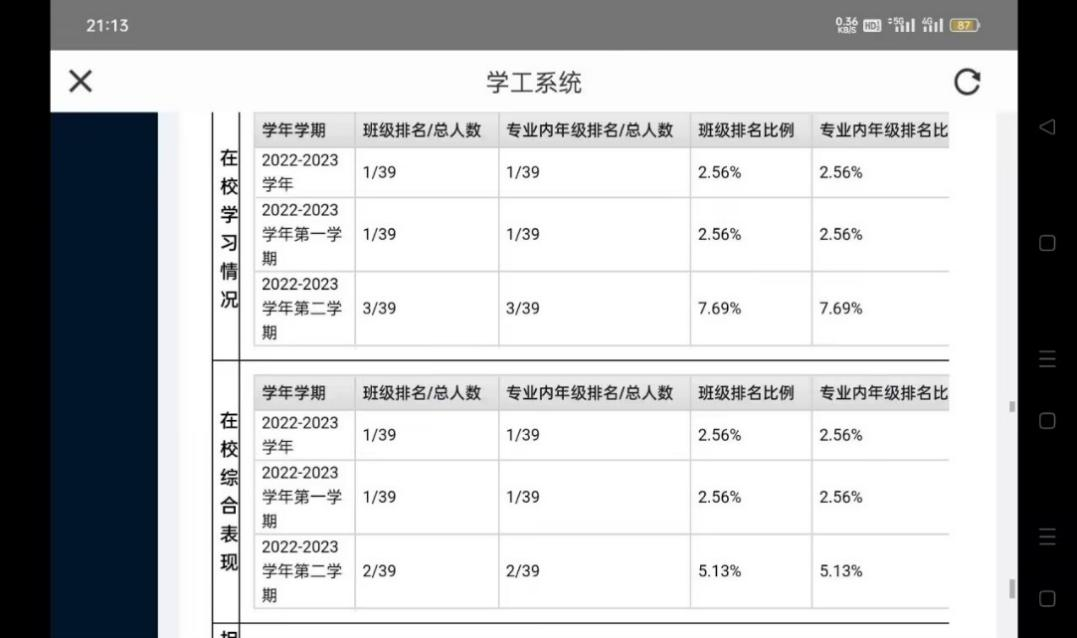 21:13
0.36 KB/S HD 5G 4G 87
学工系统
在校学习情况
学年学期 班级排名/总人数 专业内年级排名/总人数 班级排名比例 专业内年级排名比
2022-2023
学年 1/39 1/39 2.56% 2.56%
2022-2023
学年第一学 1/39 1/39 2.56% 2.56%
期
2022-2023
学年第二学 3/39 3/39 7.69% 7.69%
期
在校综合表现
学年学期 班级排名/总人数 专业内年级排名/总人数 班级排名比例 专业内年级排名比
2022-2023
学年 1/39 1/39 2.56% 2.56%
2022-2023
学年第一学 1/39 1/39 2.56% 2.56%
期
2022-2023
学年第二学 2/39 2/39 5.13% 5.13%
期